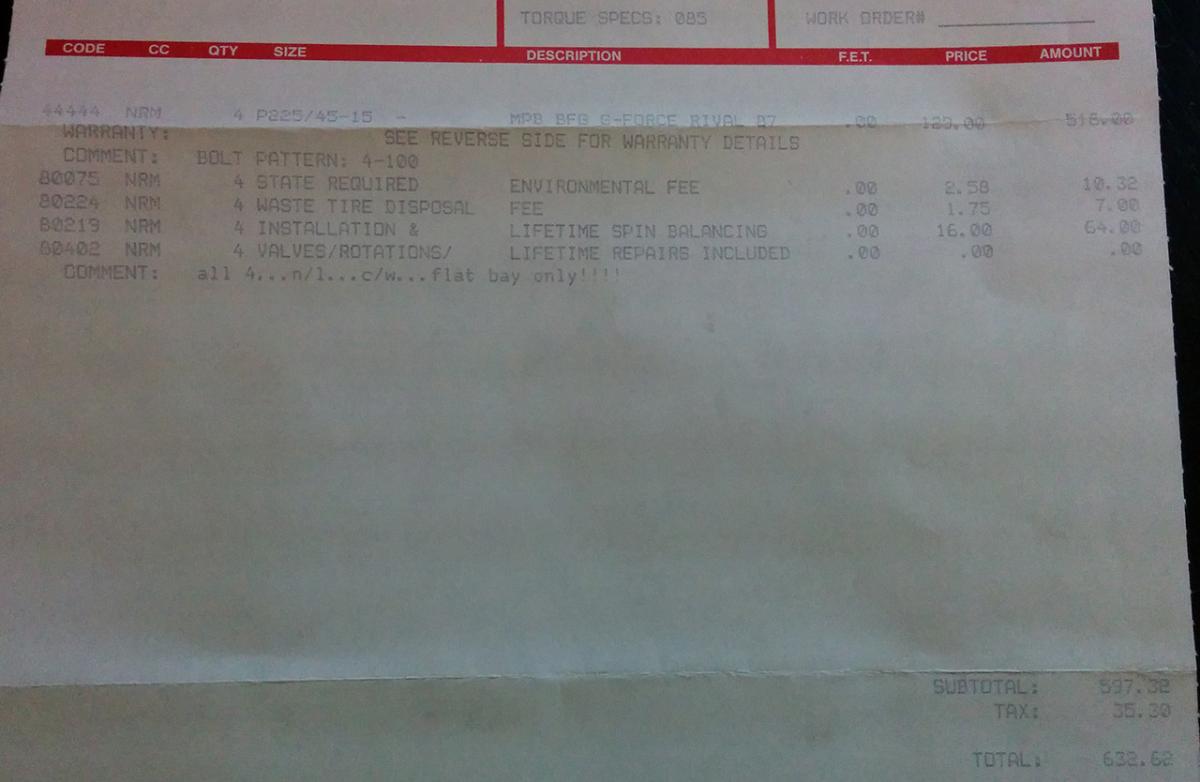 TORQUE SPECS: 085 WORK ORDER#
CODE CC QTY SIZE DESCRIPTION F.E.T. PRICE AMOUNT
44444 NRM 4 P225/45-15 - MPB BFG G-FORCE RIVAL 87 .00 129.00 516.00
WARRANTY: SEE REVERSE SIDE FOR WARRANTY DETAILS
COMMENT: BOLT PATTERN: 4-100
80075 NRM 4 STATE REQUIRED ENVIRONMENTAL FEE .00 2.58 10.32
80224 NRM 4 WASTE TIRE DISPOSAL FEE .00 1.75 7.00
80219 NRM 4 INSTALLATION & LIFETIME SPIN BALANCING .00 16.00 64.00
80402 NRM 4 VALVES/ROTATIONS/ LIFETIME REPAIRS INCLUDED .00 .00 .00
COMMENT: all 4...n/l...c/w...flat bay only!!!!
SUBTOTAL: 597.32
TAX: 35.30
TOTAL: 632.62